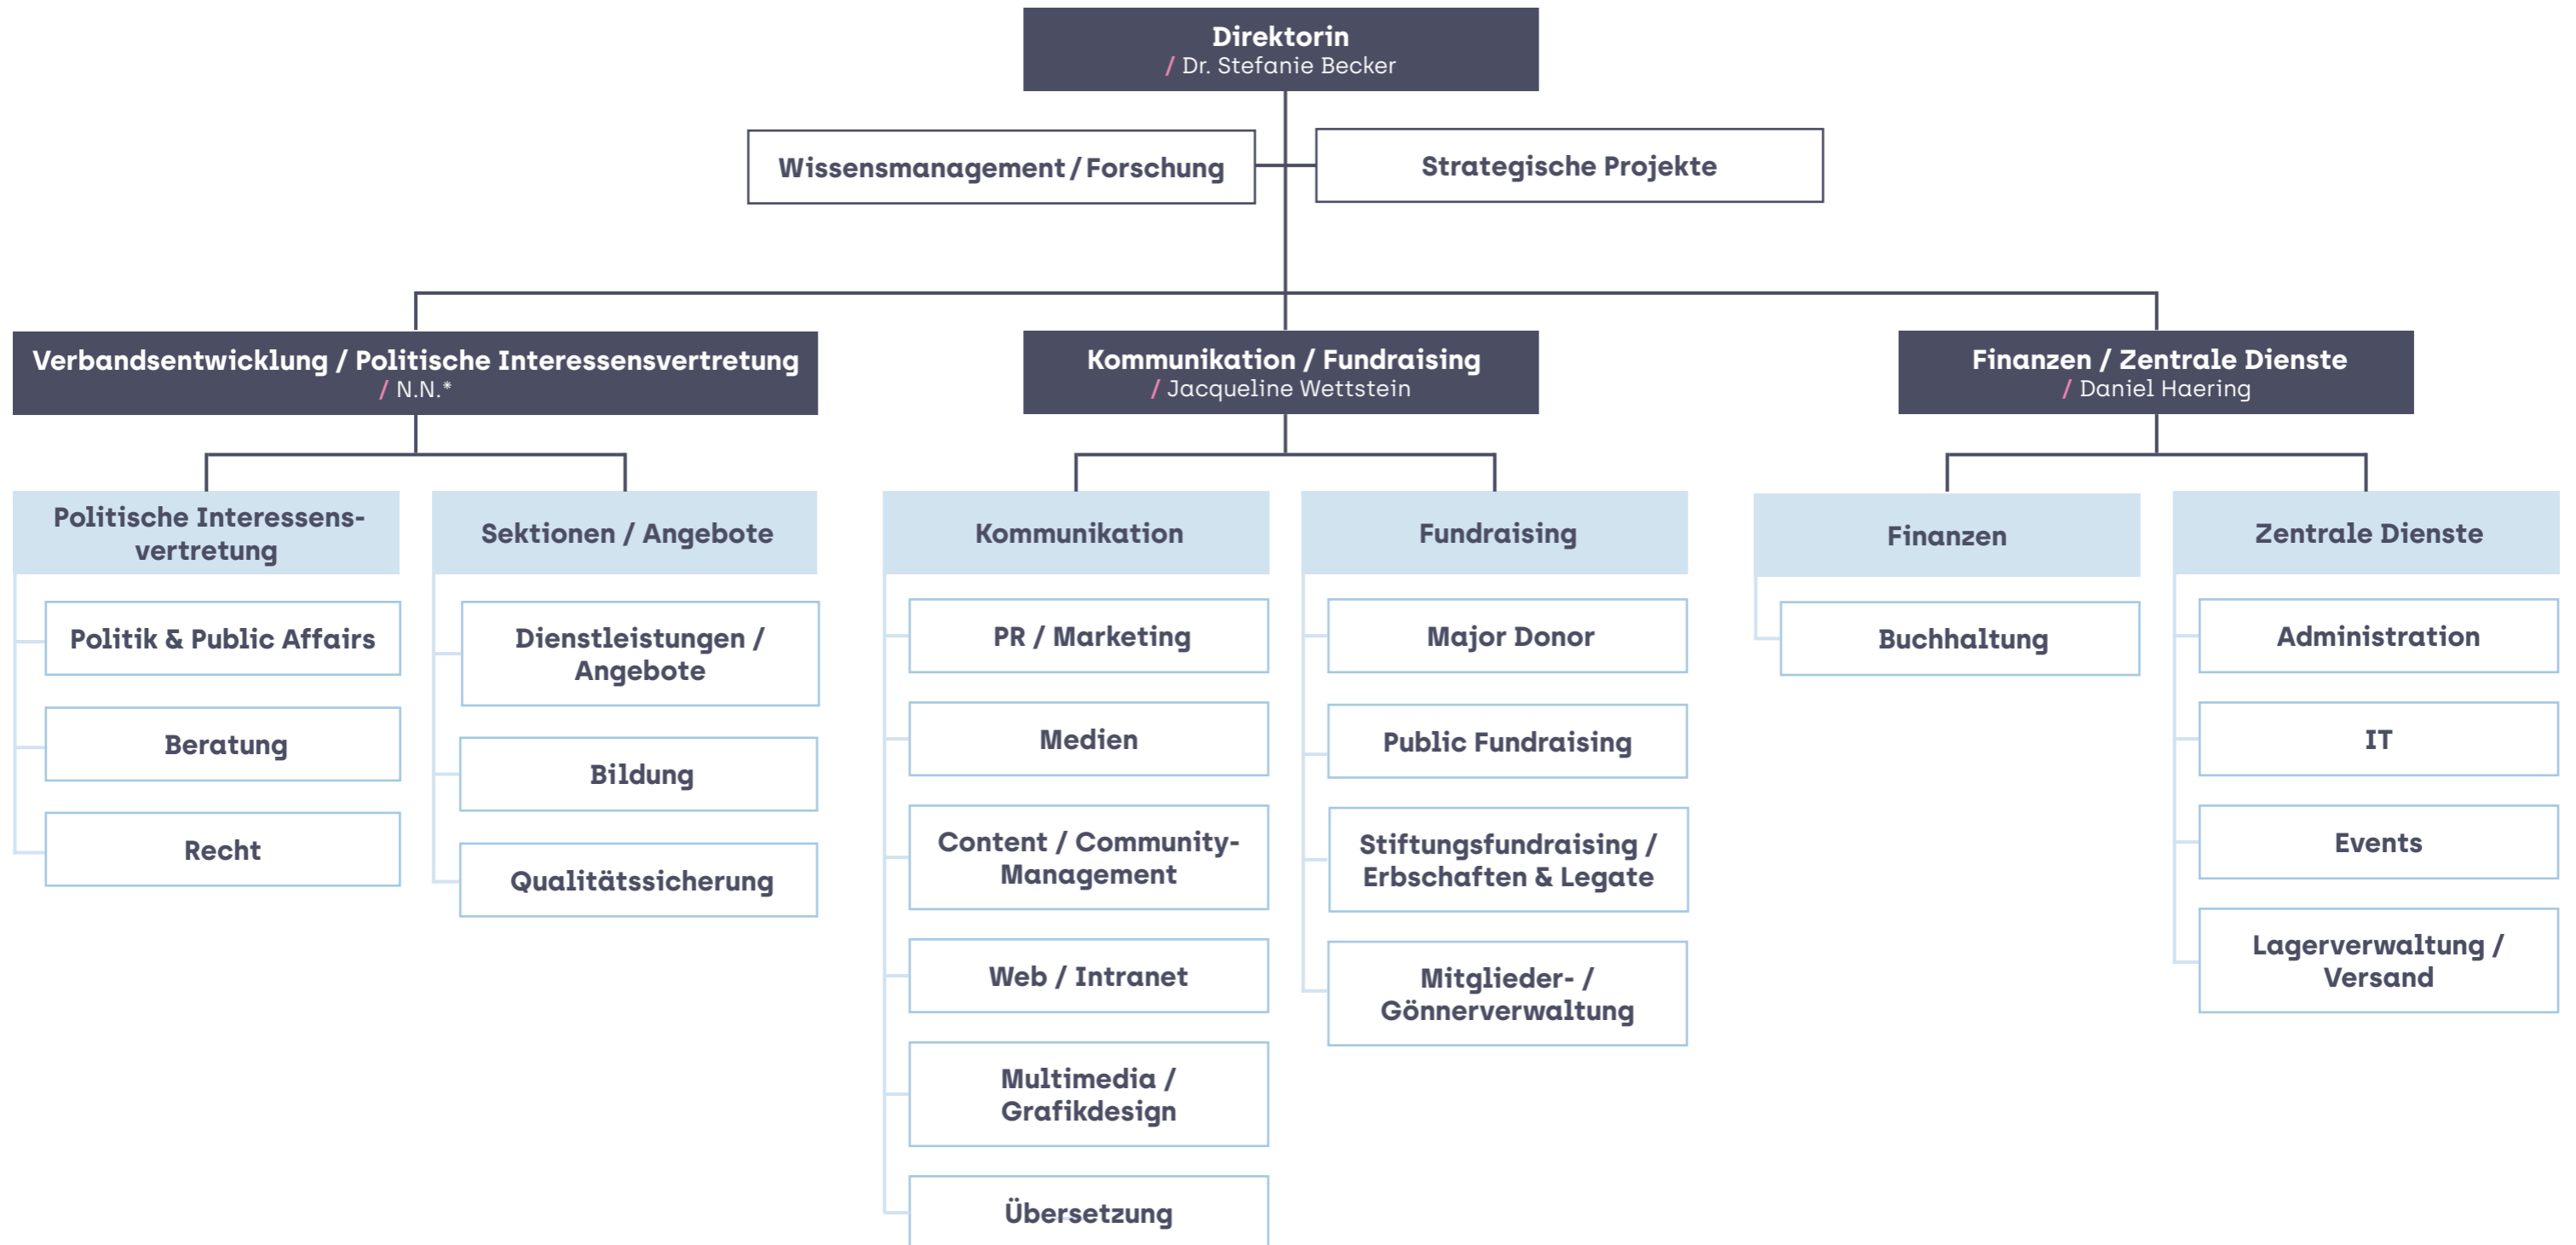 Direktorin
/ Dr. Stefanie Becker
Wissensmanagement / Forschung
Strategische Projekte
Verbandsentwicklung / Politische Interessensvertretung
/ N.N.*
Kommunikation / Fundraising
/ Jacqueline Wettstein
Finanzen / Zentrale Dienste
/ Daniel Haering
Politische Interessens-
vertretung
Politik & Public Affairs
Beratung
Recht
Sektionen / Angebote
Dienstleistungen /
Angebote
Bildung
Qualitätssicherung
Kommunikation
PR / Marketing
Medien
Content / Community-
Management
Web / Intranet
Multimedia /
Grafikdesign
Übersetzung
Fundraising
Major Donor
Public Fundraising
Stiftungsfundraising /
Erbschaften & Legate
Mitglieder- /
Gönnerverwaltung
Finanzen
Buchhaltung
Zentrale Dienste
Administration
IT
Events
Lagerverwaltung /
Versand